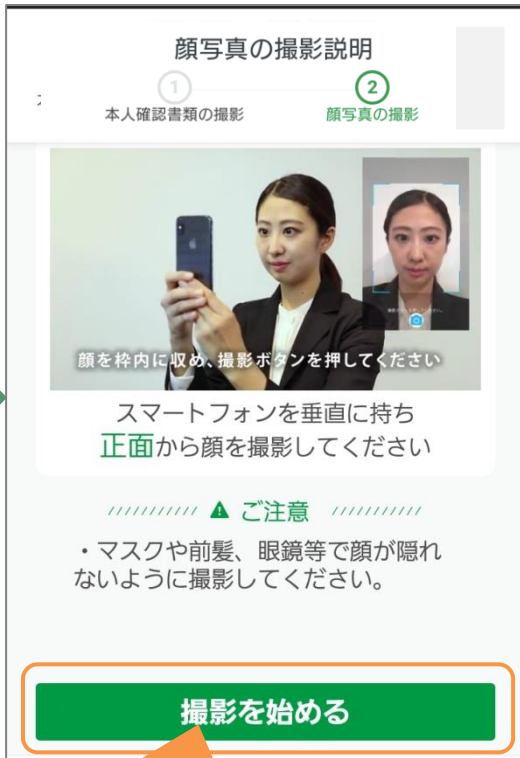 顔写真の撮影説明
1
2
本人確認書類の撮影
顔写真の撮影
顔を枠内に収め、撮影ボタンを押してください
スマートフォンを垂直に持ち
正面から顔を撮影してください
ご注意
・マスクや前髪、眼鏡等で顔が隠れ
ないように撮影してください。
撮影を始める